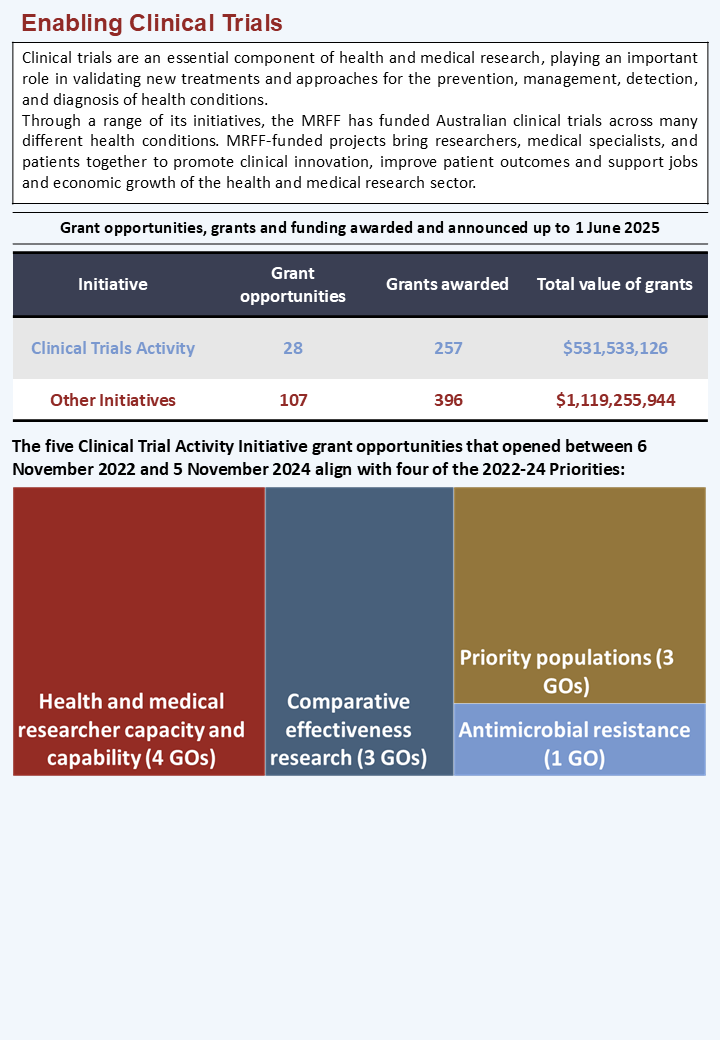 Enabling Clinical Trials
Clinical trials are an essential component of health and medical research, playing an important
role in validating new treatments and approaches for the prevention, management, detection,
and diagnosis of health conditions.
Through a range of its initiatives, the MRFF has funded Australian clinical trials across many
different health conditions. MRFF-funded projects bring researchers, medical specialists, and
patients together to promote clinical innovation, improve patient outcomes and support jobs
and economic growth of the health and medical research sector.
Grant opportunities, grants and funding awarded and announced up to 1 June 2025
Initiative Grant opportunities Grants awarded Total value of grants
Clinical Trials Activity 28 257 $531,533,126
Other Initiatives 107 396 $1,119,255,944
The five Clinical Trial Activity Initiative grant opportunities that opened between 6
November 2022 and 5 November 2024 align with four of the 2022-24 Priorities:
Health and medical
researcher capacity and
capability (4 GOs)
Comparative
effectiveness
research (3 GOs)
Priority populations (3
GOs)
Antimicrobial resistance
(1 GO)